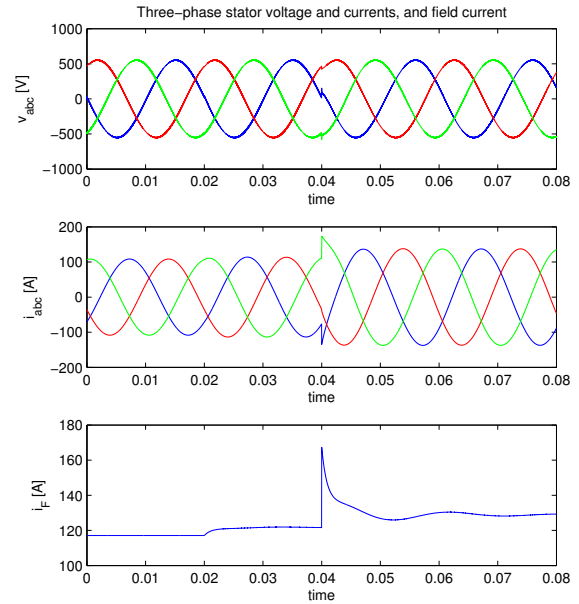 Three-phase stator voltage and currents, and field current
1000
500
0
-500
-1000
v_abc [V]
0 0.01 0.02 0.03 0.04 0.05 0.06 0.07 0.08
time
200
100
0
-100
-200
i_abc [A]
0 0.01 0.02 0.03 0.04 0.05 0.06 0.07 0.08
time
180
160
140
120
100
i_F [A]
0 0.01 0.02 0.03 0.04 0.05 0.06 0.07 0.08
time